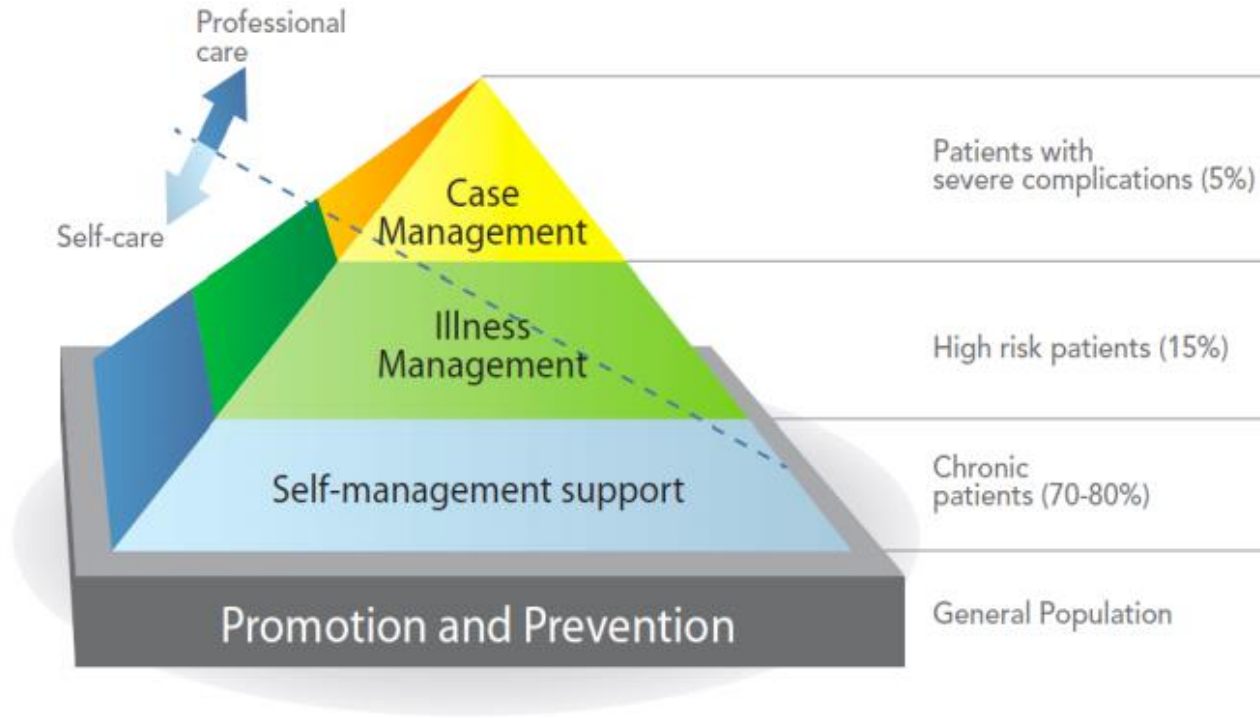 Professional
care
Self-care
Case
Management
Patients with
severe complications (5%)
Illness
Management
High risk patients (15%)
Self-management support
Chronic
patients (70-80%)
Promotion and Prevention
General Population